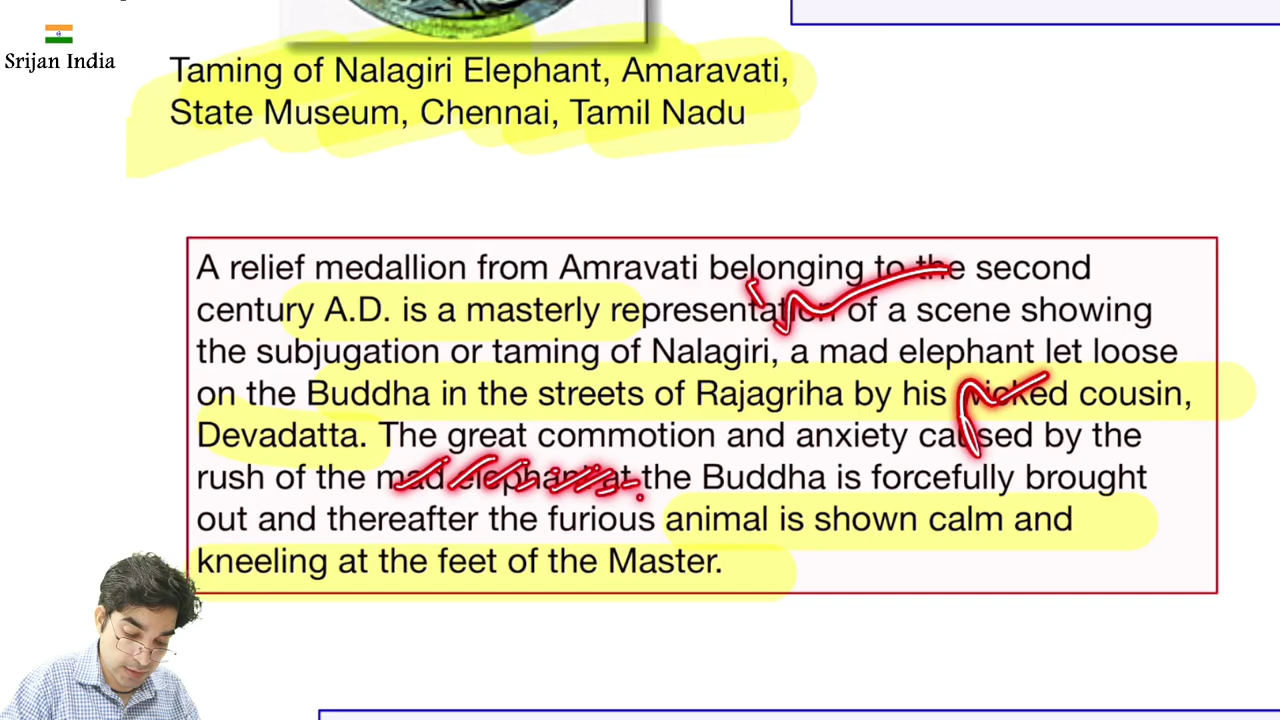 Srijan India
Taming of Nalagiri Elephant, Amaravati,
State Museum, Chennai, Tamil Nadu
A relief medallion from Amravati belonging to the second
century A.D. is a masterly representation of a scene showing
the subjugation or taming of Nalagiri, a mad elephant let loose
on the Buddha in the streets of Rajagriha by his wicked cousin,
Devadatta. The great commotion and anxiety caused by the
rush of the mad elephant at the Buddha is forcefully brought
out and thereafter the furious animal is shown calm and
kneeling at the feet of the Master.